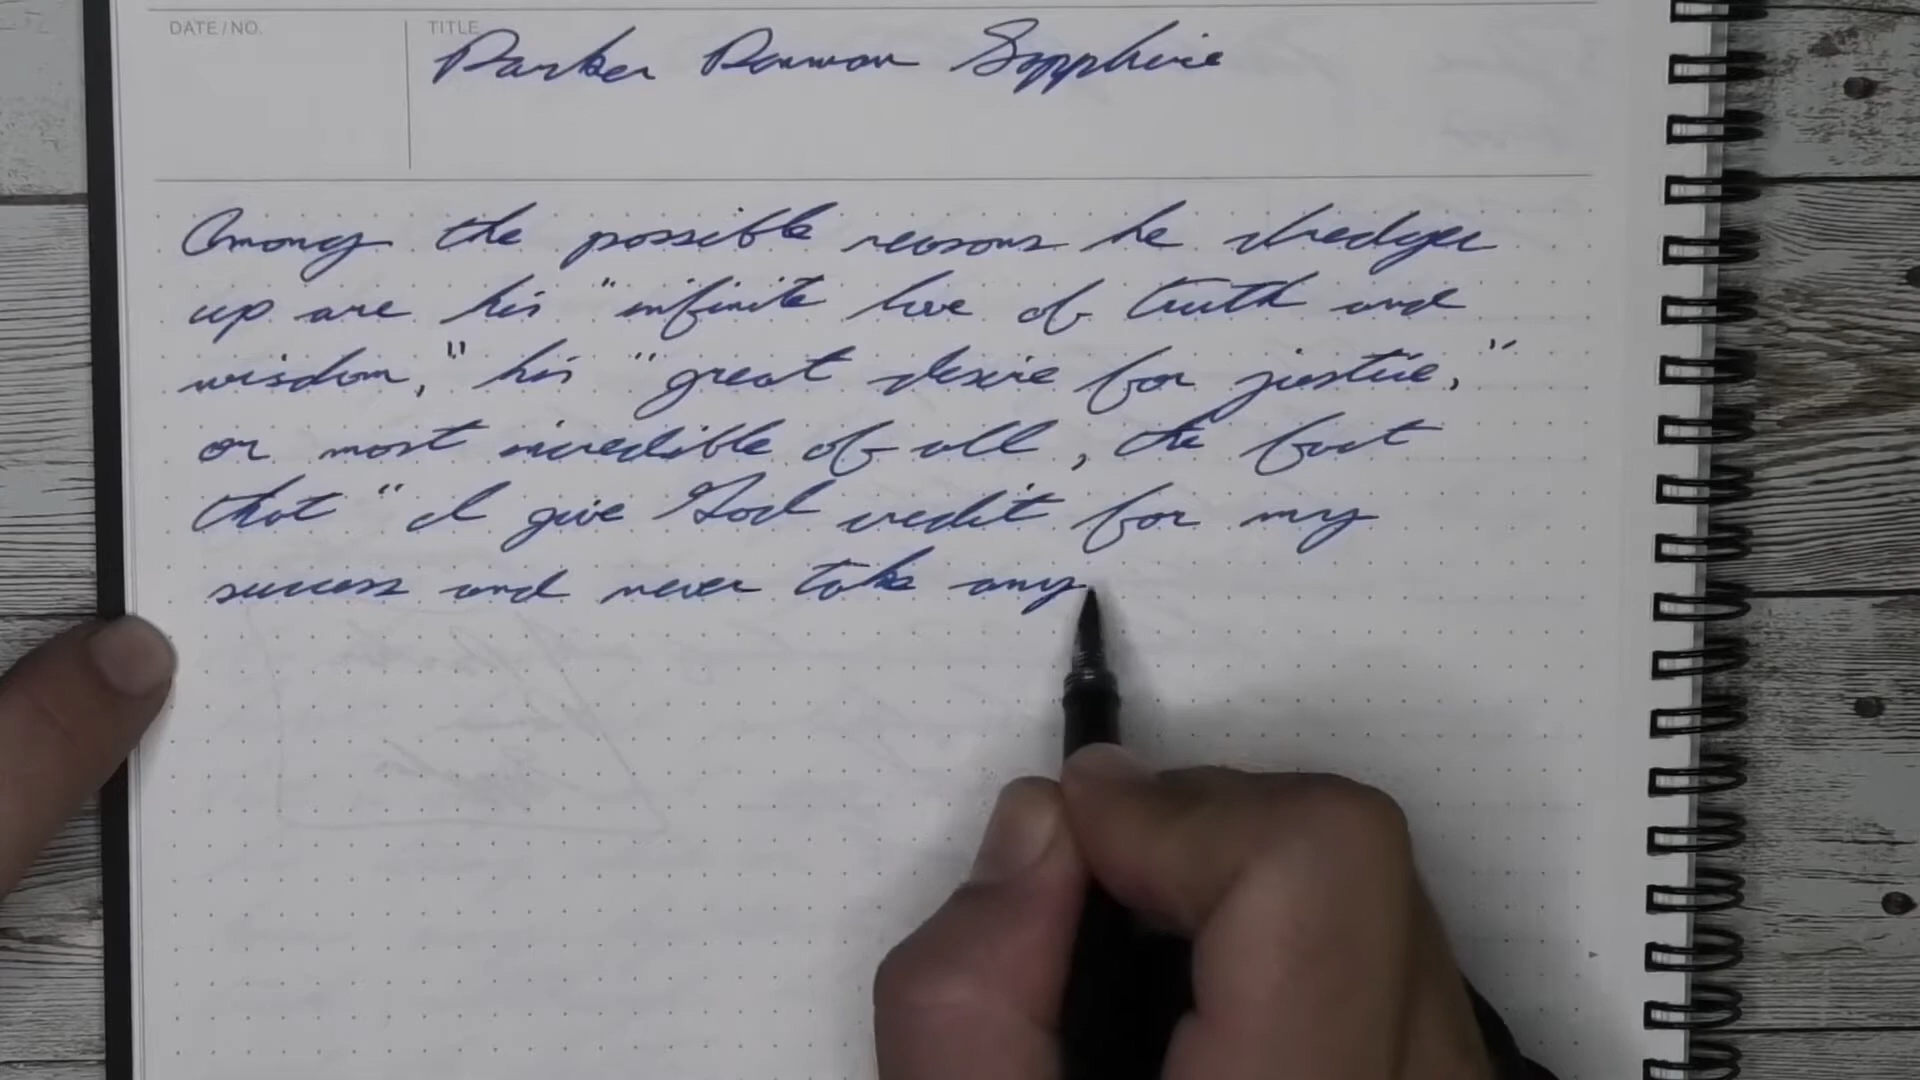 DATE/NO.
TITLE
Parker Penman Sapphire
Among the possible reasons he dredges
up are his "infinite love of truth and
wisdom," his "great desire for justice,"
or most incredible of all, the fact
that "I give God credit for my
success and never take any